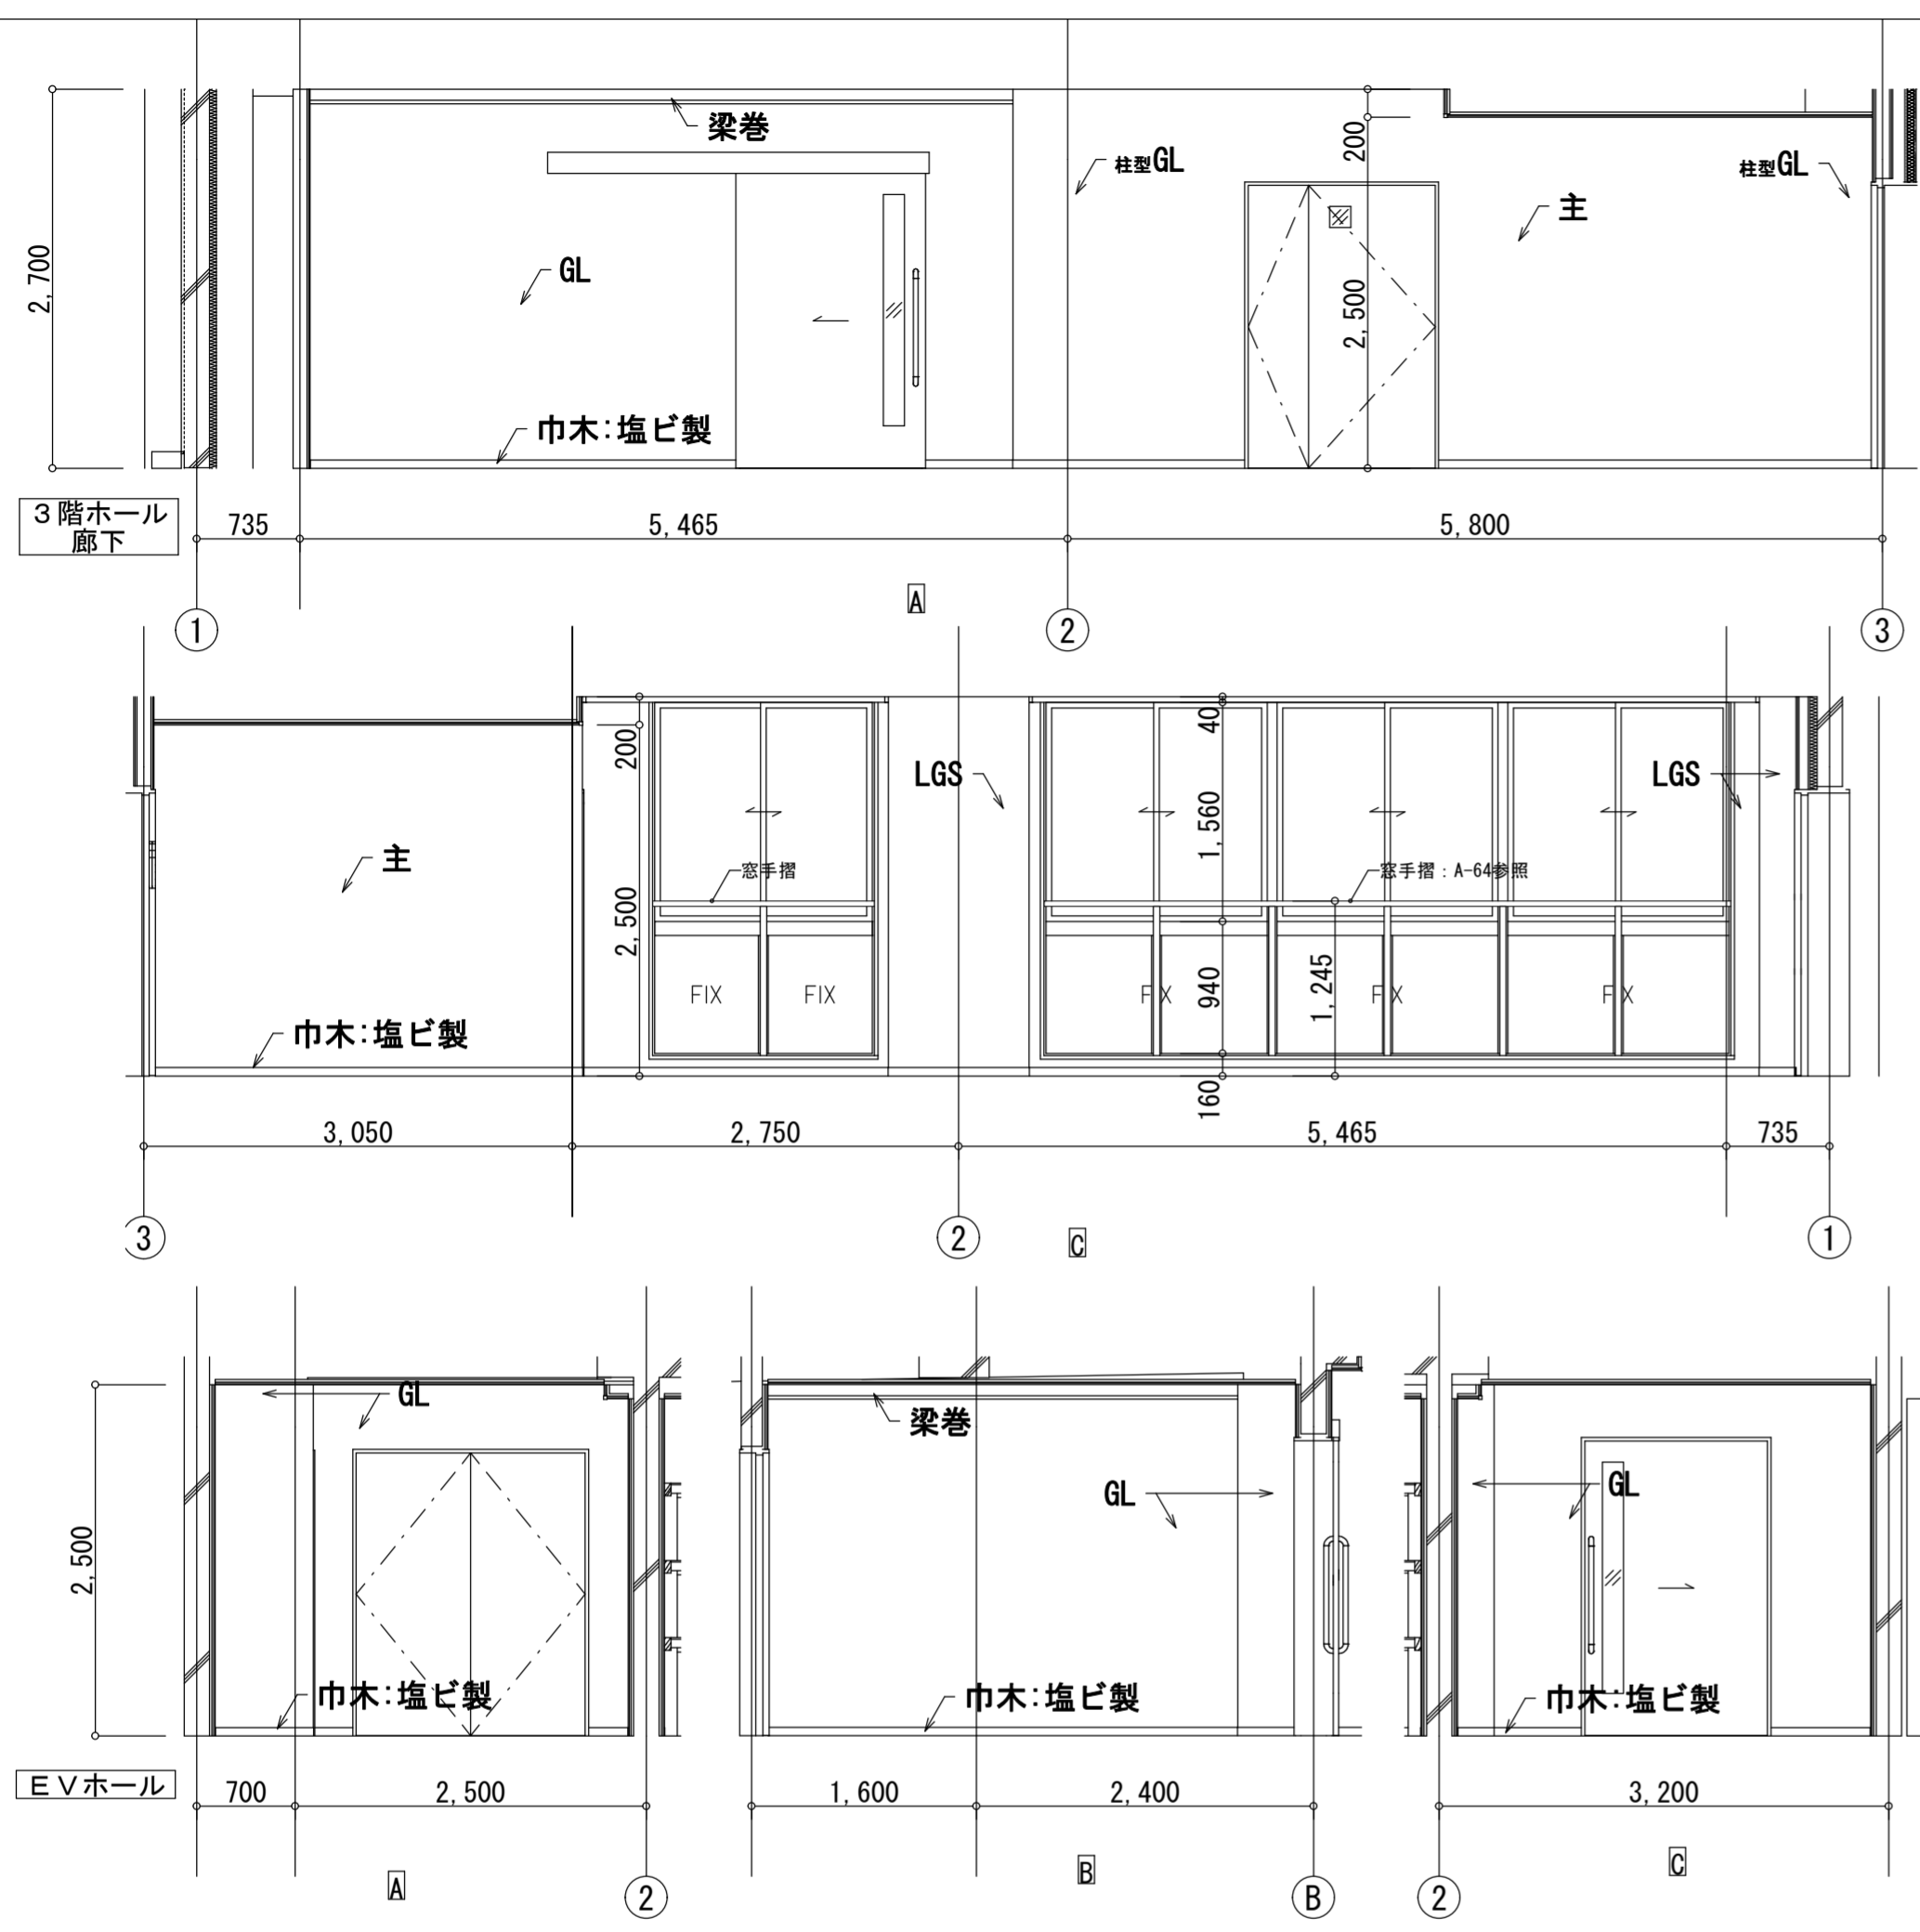 梁巻
200
柱型GL
柱型GL
主
2,700
GL
2,500
巾木:塩ビ製
3階ホール
廊下
735
5,465
5,800
A
1
2
3
200
40
LGS
LGS
1,560
主
窓手摺
窓手摺：A-64参照
2,500
FIX
FIX
940
1,245
FIX
FIX
FIX
巾木:塩ビ製
160
3,050
2,750
5,465
735
3
2
C
1
GL
梁巻
GL
GL
2,500
巾木:塩ビ製
巾木:塩ビ製
巾木:塩ビ製
EVホール
700
2,500
1,600
2,400
3,200
A
B
C
2
B
2